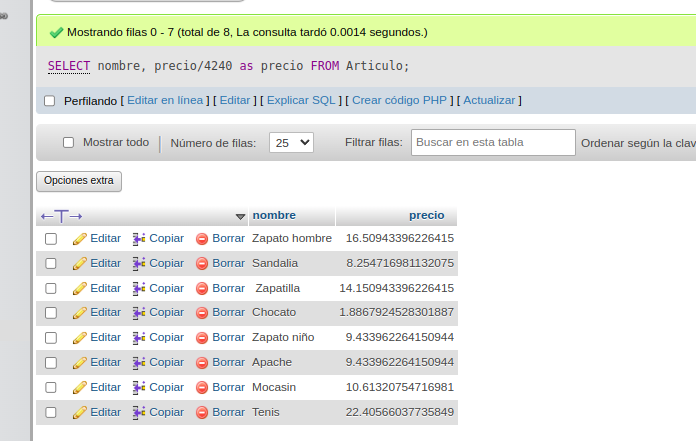 Mostrando filas 0 - 7 (total de 8, La consulta tardó 0.0014 segundos.)
SELECT nombre, precio/4240 as precio FROM Articulo;
Perfilando [ Editar en línea ] [ Editar ] [ Explicar SQL ] [ Crear código PHP ] [ Actualizar ]
Mostrar todo | Número de filas: 25 Filtrar filas: Buscar en esta tabla Ordenar según la clav
Opciones extra
←T→ nombre precio
Editar Copiar Borrar Zapato hombre 16.50943396226415
Editar Copiar Borrar Sandalia 8.254716981132075
Editar Copiar Borrar Zapatilla 14.150943396226415
Editar Copiar Borrar Chocato 1.8867924528301887
Editar Copiar Borrar Zapato niño 9.433962264150944
Editar Copiar Borrar Apache 9.433962264150944
Editar Copiar Borrar Mocasin 10.61320754716981
Editar Copiar Borrar Tenis 22.40566037735849